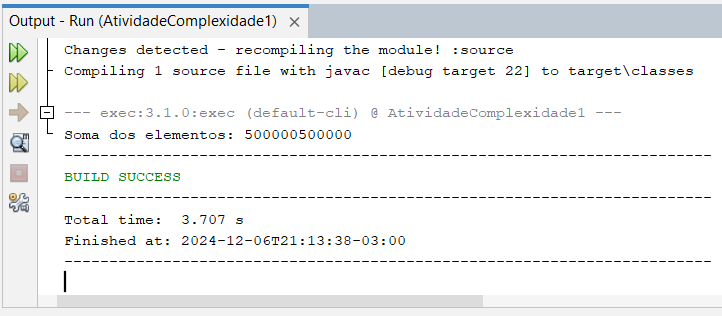 Output - Run (AtividadeComplexidade1) ×
Changes detected - recompiling the module! :source
Compiling 1 source file with javac [debug target 22] to target\classes
--- exec:3.1.0:exec (default-cli) @ AtividadeComplexidade1 ---
Soma dos elementos: 500000500000
------------------------------------------------------------------------
BUILD SUCCESS
------------------------------------------------------------------------
Total time:  3.707 s
Finished at: 2024-12-06T21:13:38-03:00
------------------------------------------------------------------------